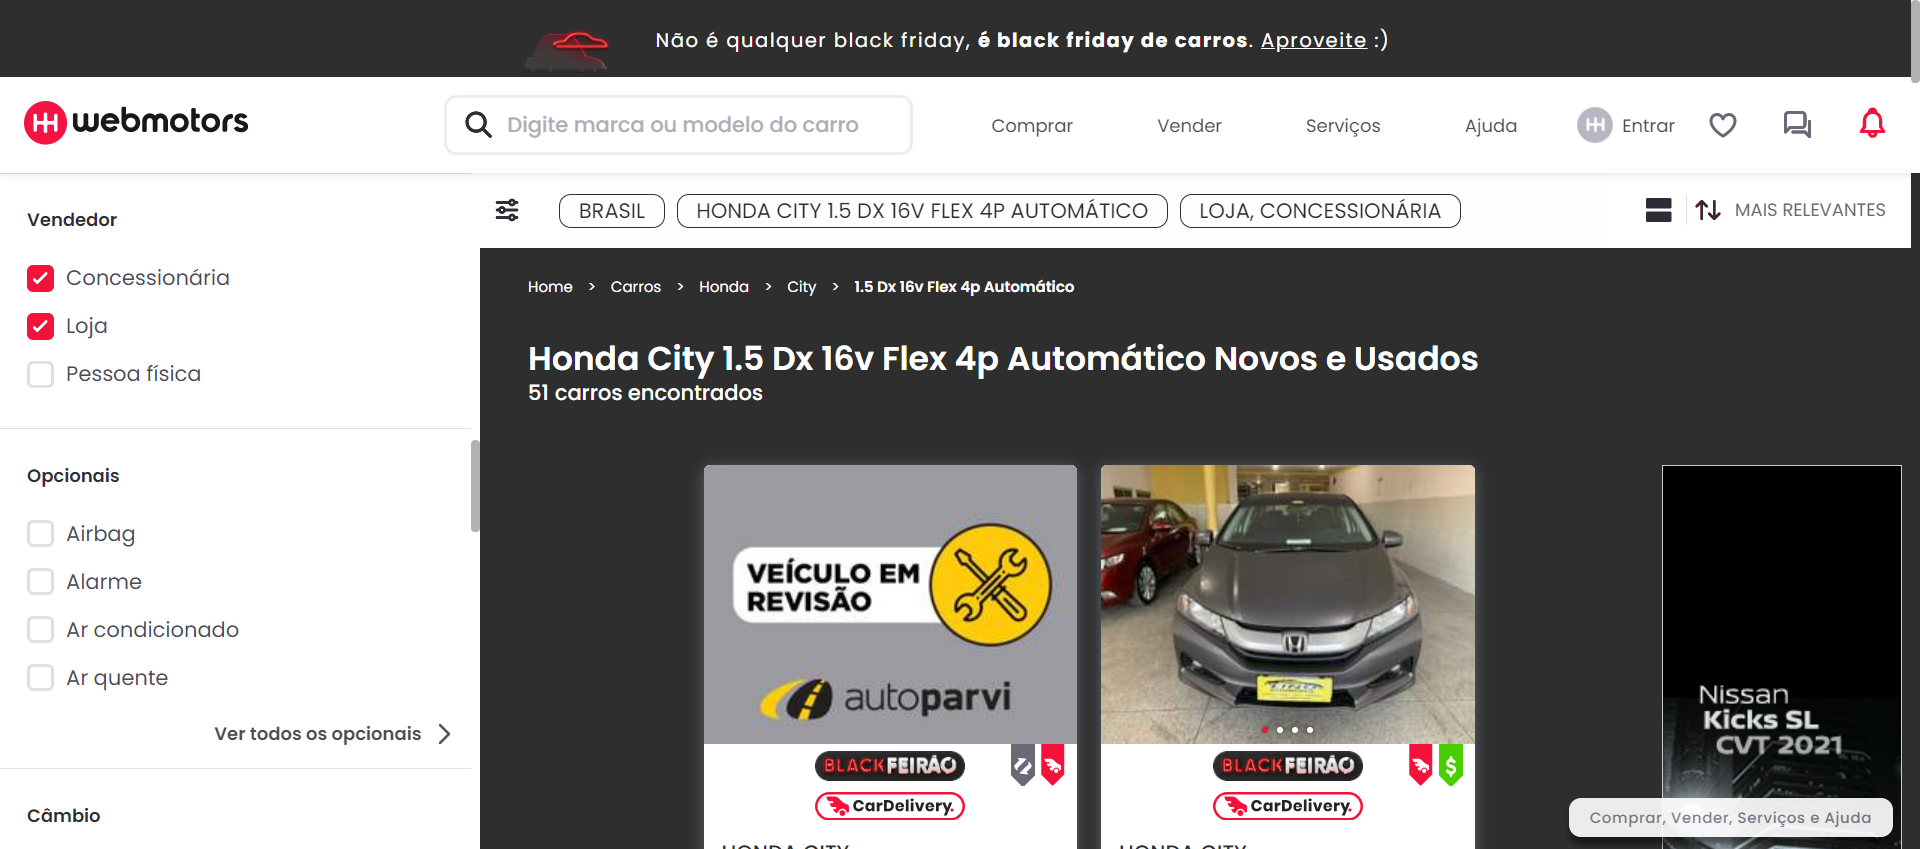 Não é qualquer black friday, é black friday de carros. Aproveite :)
webmotors
Digite marca ou modelo do carro
Comprar
Vender
Serviços
Ajuda
Entrar
Vendedor
Concessionária
Loja
Pessoa física
Opcionais
Airbag
Alarme
Ar condicionado
Ar quente
Ver todos os opcionais
Câmbio
BRASIL
HONDA CITY 1.5 DX 16V FLEX 4P AUTOMÁTICO
LOJA, CONCESSIONÁRIA
MAIS RELEVANTES
Home > Carros > Honda > City > 1.5 Dx 16v Flex 4p Automático
Honda City 1.5 Dx 16v Flex 4p Automático Novos e Usados
51 carros encontrados
VEÍCULO EM
REVISÃO
autoparvi
BLACKFEIRÃO
CarDelivery.
HONDA CITY
BLACKFEIRÃO
$
CarDelivery.
HONDA CITY
Nissan
Kicks SL
CVT 2021
Comprar, Vender, Serviços e Ajuda